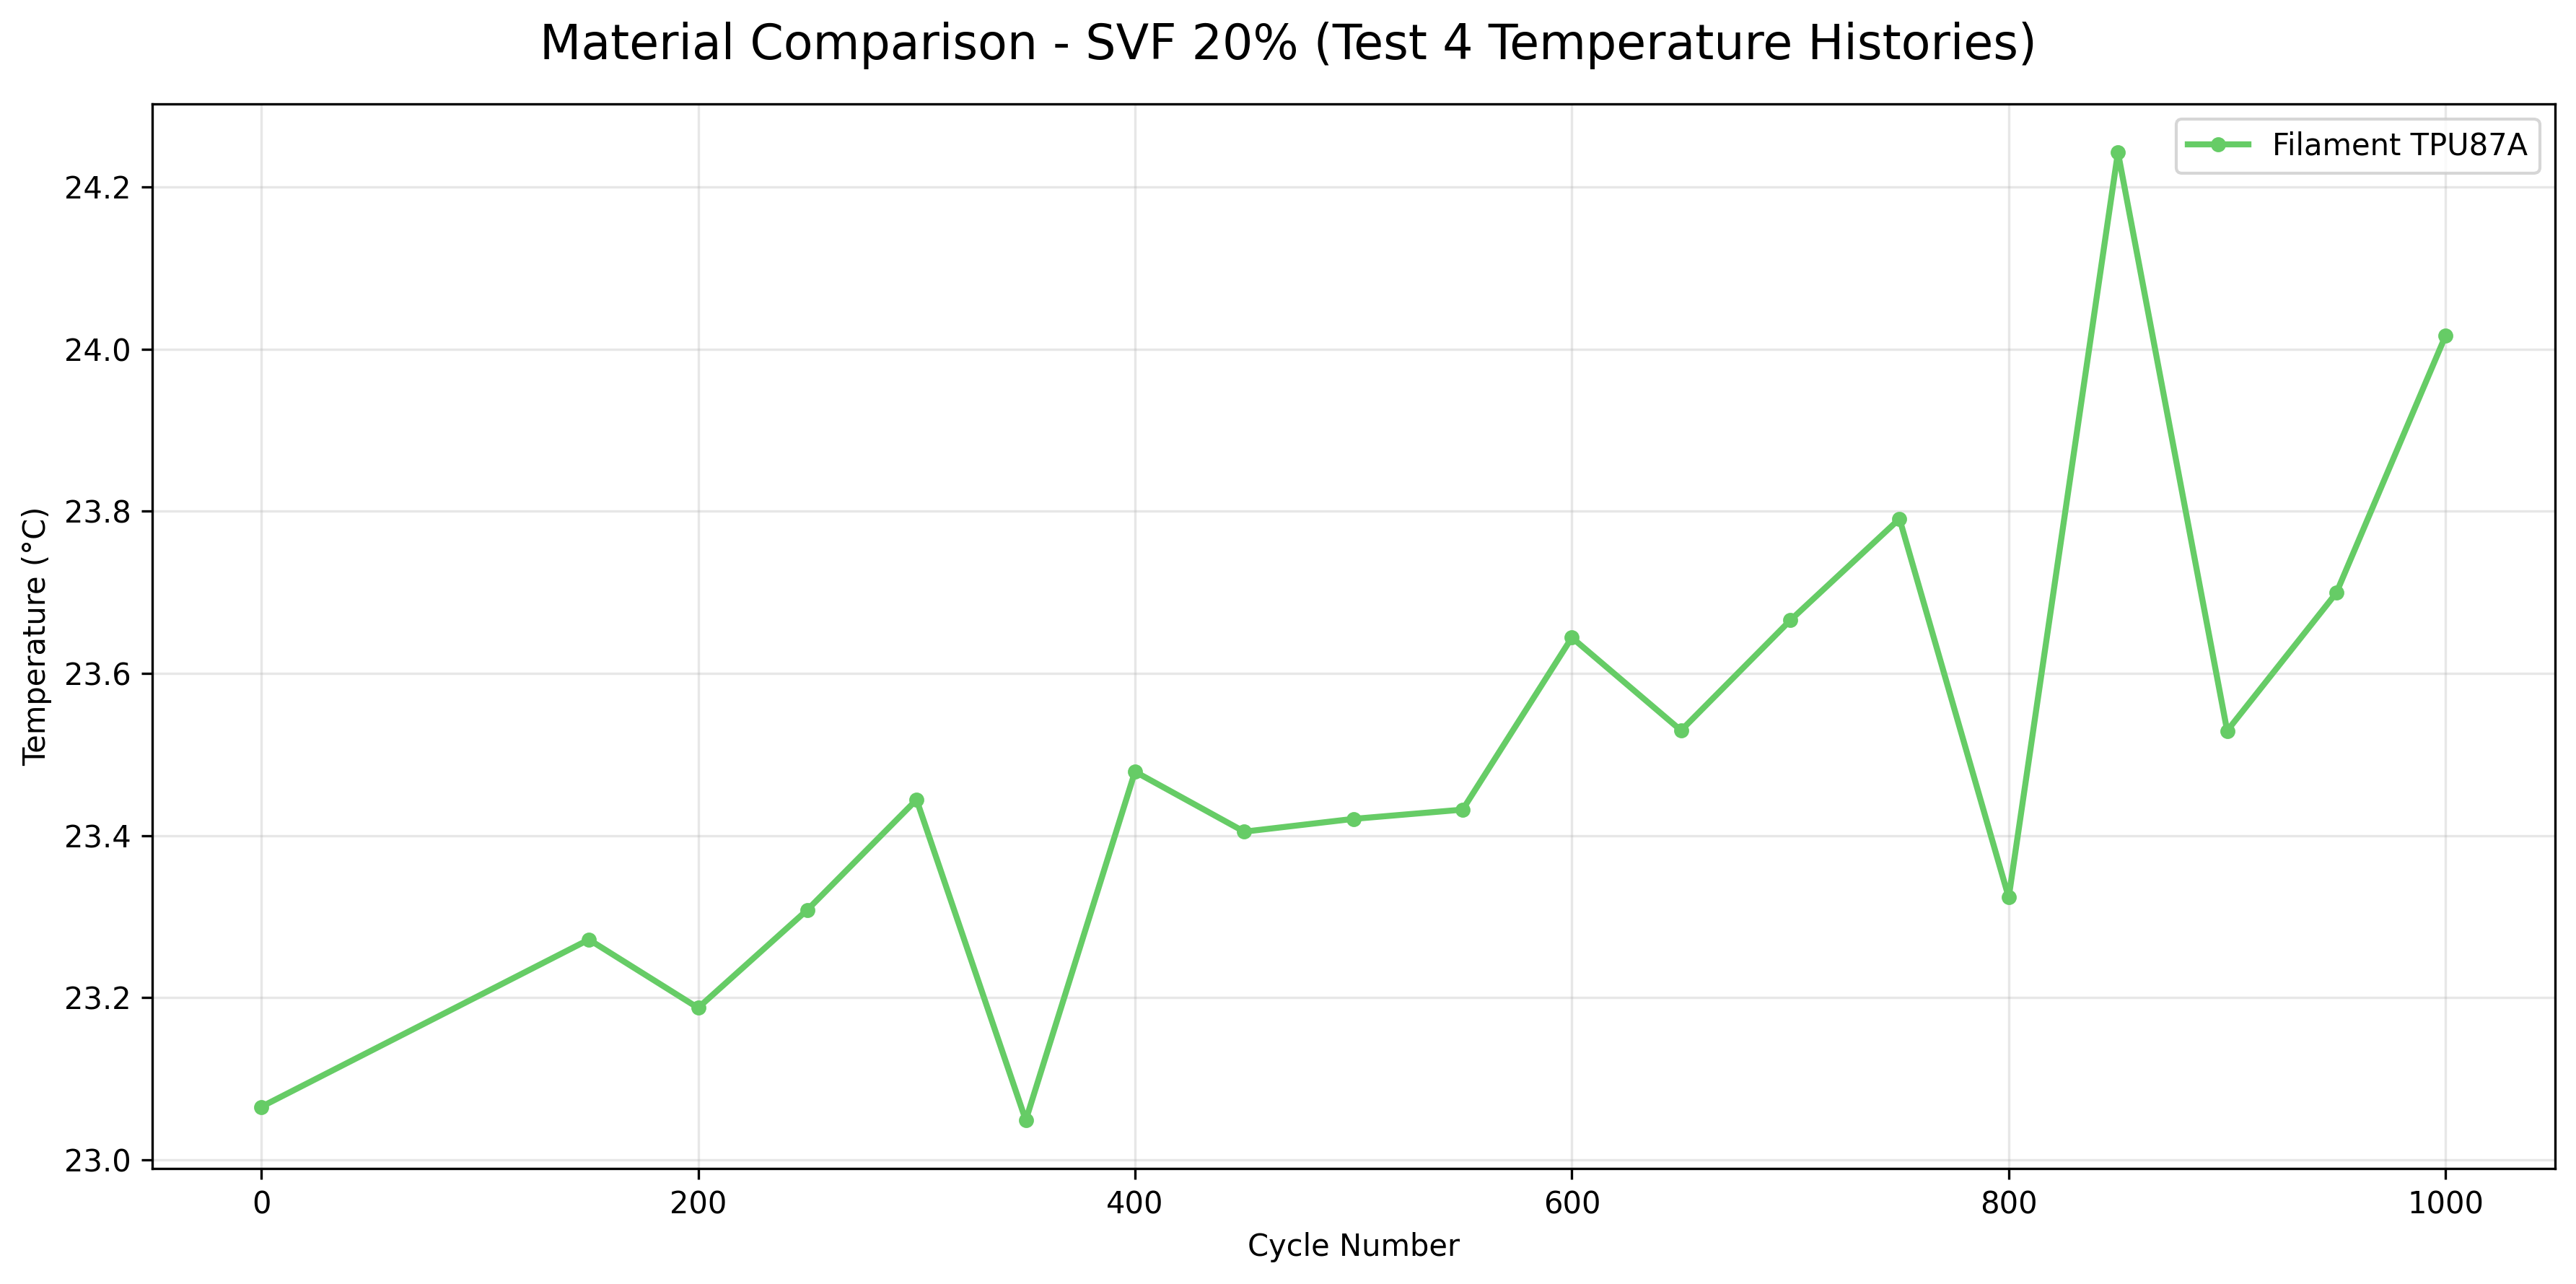 Material Comparison - SVF 20% (Test 4 Temperature Histories)
Filament TPU87A
Temperature (°C)
24.2
24.0
23.8
23.6
23.4
23.2
23.0
0 200 400 600 800 1000
Cycle Number